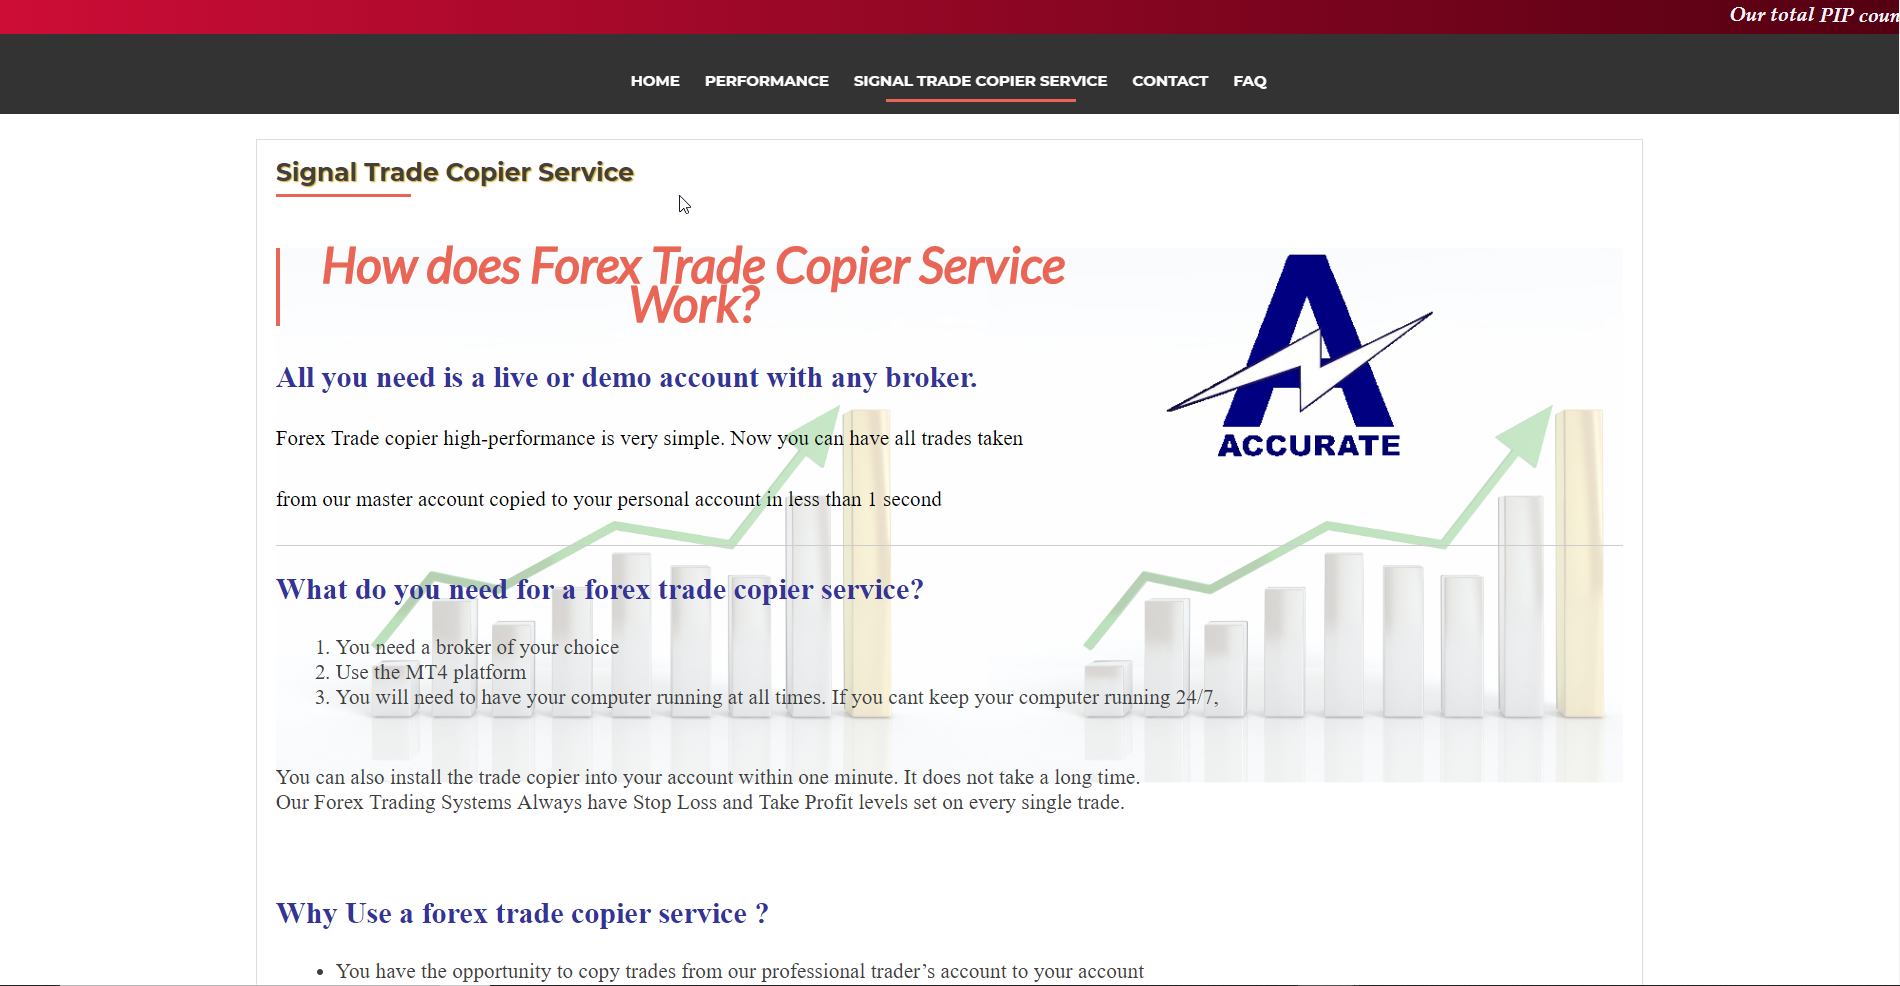 Our total PIP
HOME PERFORMANCE SIGNAL TRADE COPIER SERVICE CONTACT FAQ
Signal Trade Copier Service
How does Forex Trade Copier Service
Work?
ACCURATE
All you need is a live or demo account with any broker.
Forex Trade copier high-performance is very simple. Now you can have all trades taken
from our master account copied to your personal account in less than 1 second
What do you need for a forex trade copier service?
1. You need a broker of your choice
2. Use the MT4 platform
3. You will need to have your computer running at all times. If you cant keep your computer running 24/7,
You can also install the trade copier into your account within one minute. It does not take a long time.
Our Forex Trading Systems Always have Stop Loss and Take Profit levels set on every single trade.
Why Use a forex trade copier service ?
• You have the opportunity to copy trades from our professional trader’s account to your account